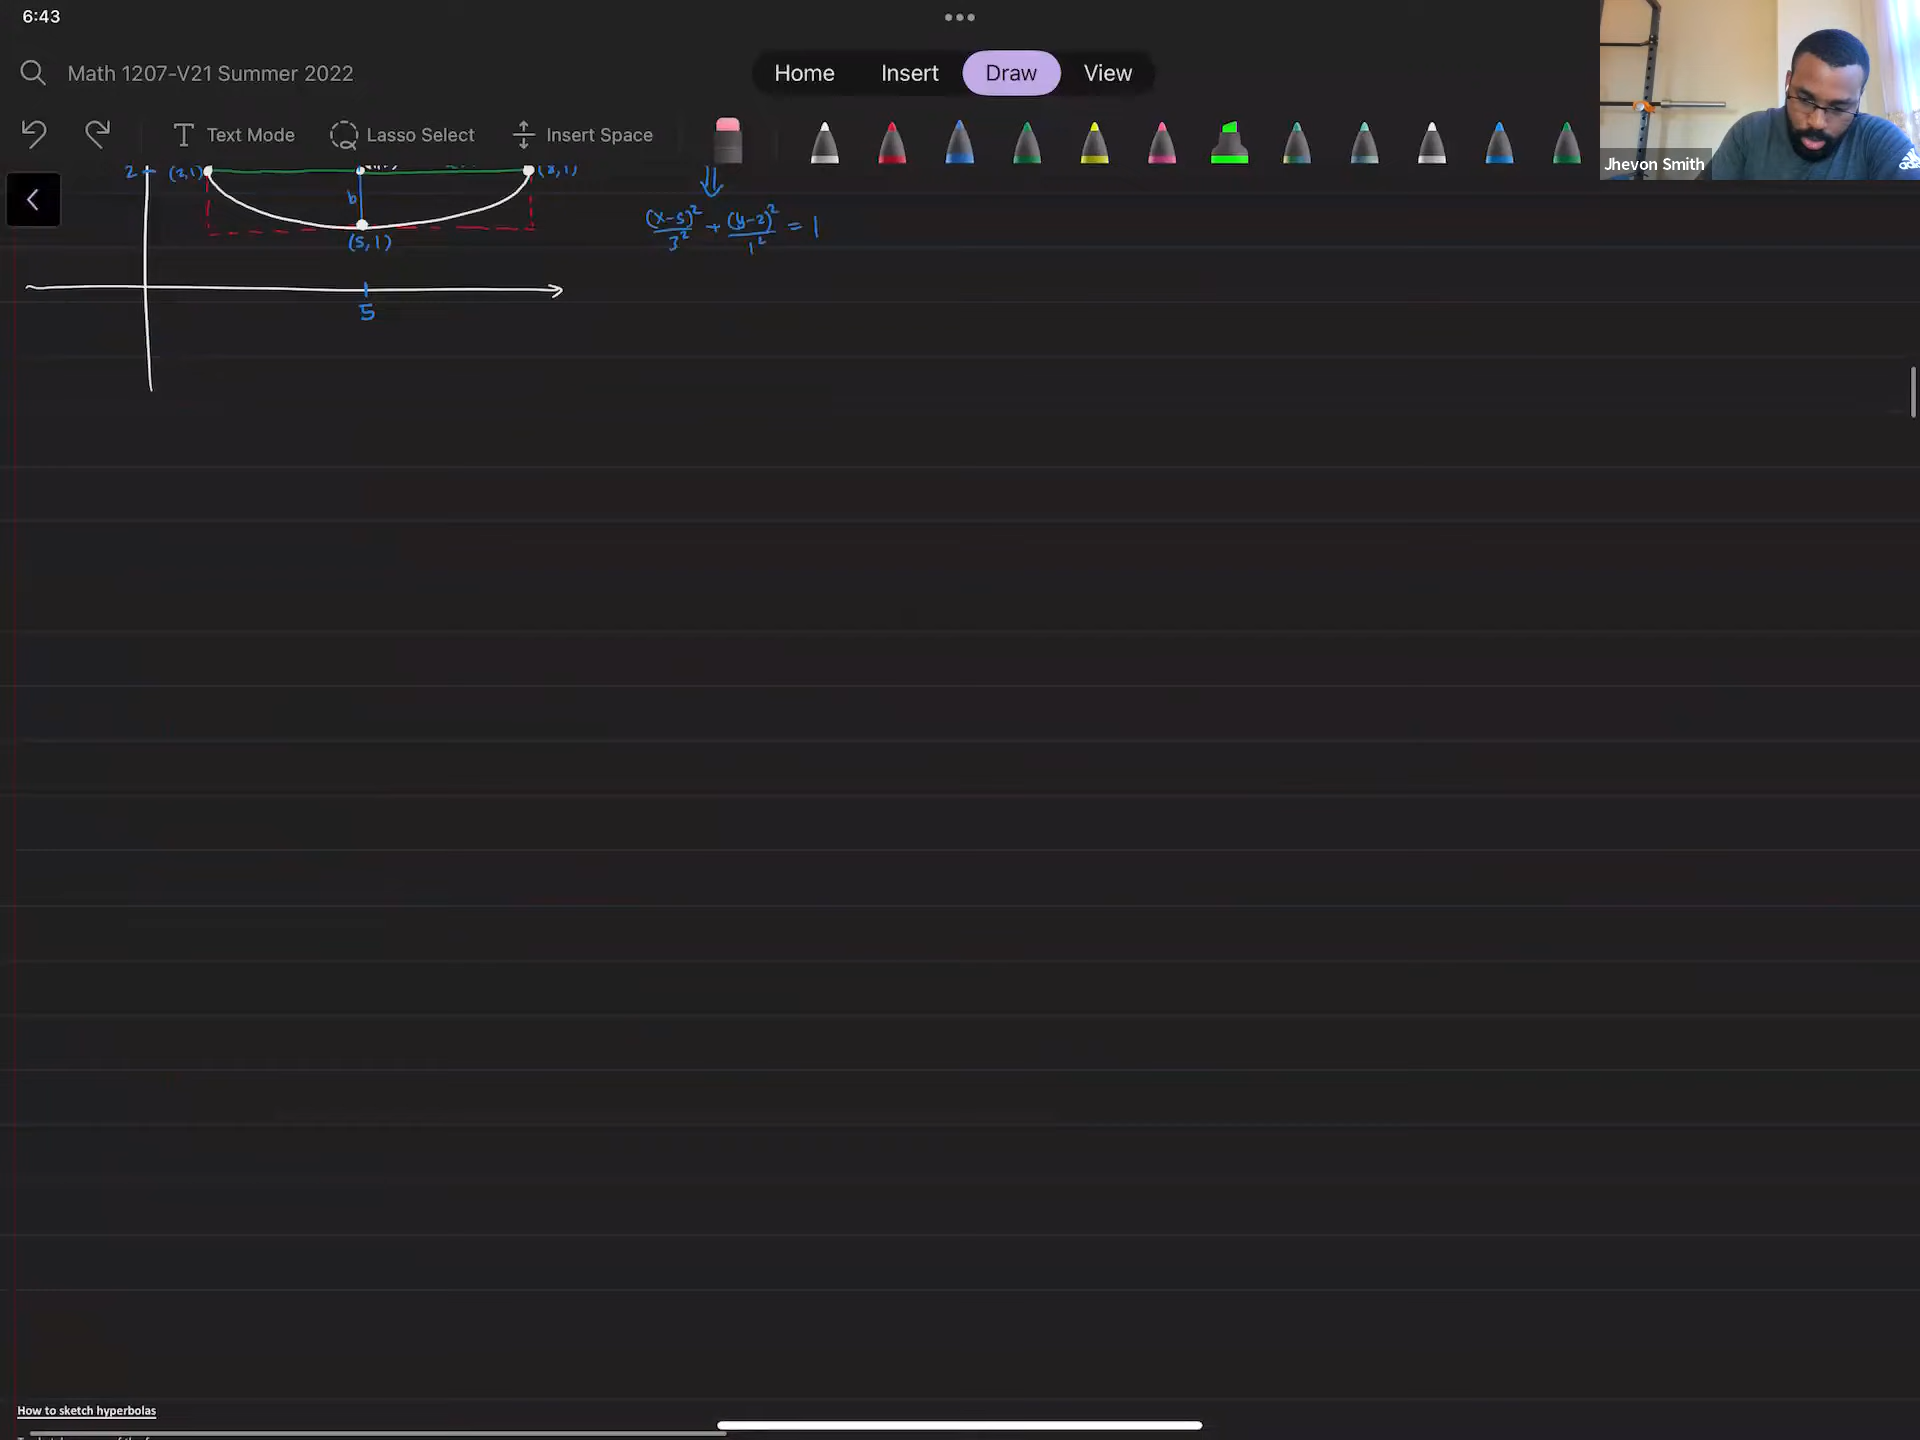 6:43
Math 1207-V21 Summer 2022
Home Insert Draw View
Text Mode Lasso Select Insert Space
Jhevon Smith
2 (2,1) (8,1)
b
(5,1)
(x-5)²/3² + (y-2)²/1² = 1
5
How to sketch hyperbolas